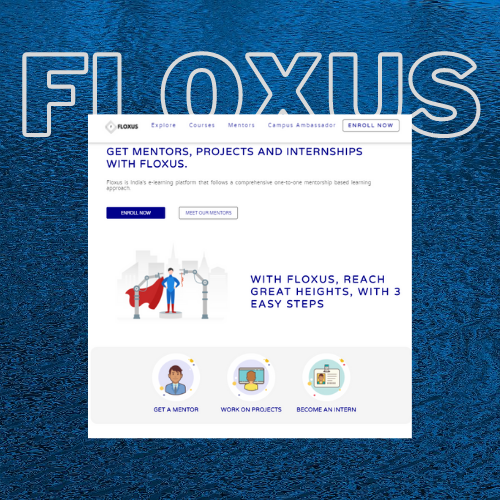 FLOXUS
FLOXUS Explore Courses Mentors Campus Ambassador ENROLL NOW
GET MENTORS, PROJECTS AND INTERNSHIPS
WITH FLOXUS.
Floxus is India's e-learning platform that follows a comprehensive one-to-one mentorship based learning
approach.
ENROLL NOW MEET OUR MENTORS
WITH FLOXUS, REACH
GREAT HEIGHTS, WITH 3
EASY STEPS
GET A MENTOR WORK ON PROJECTS BECOME AN INTERN